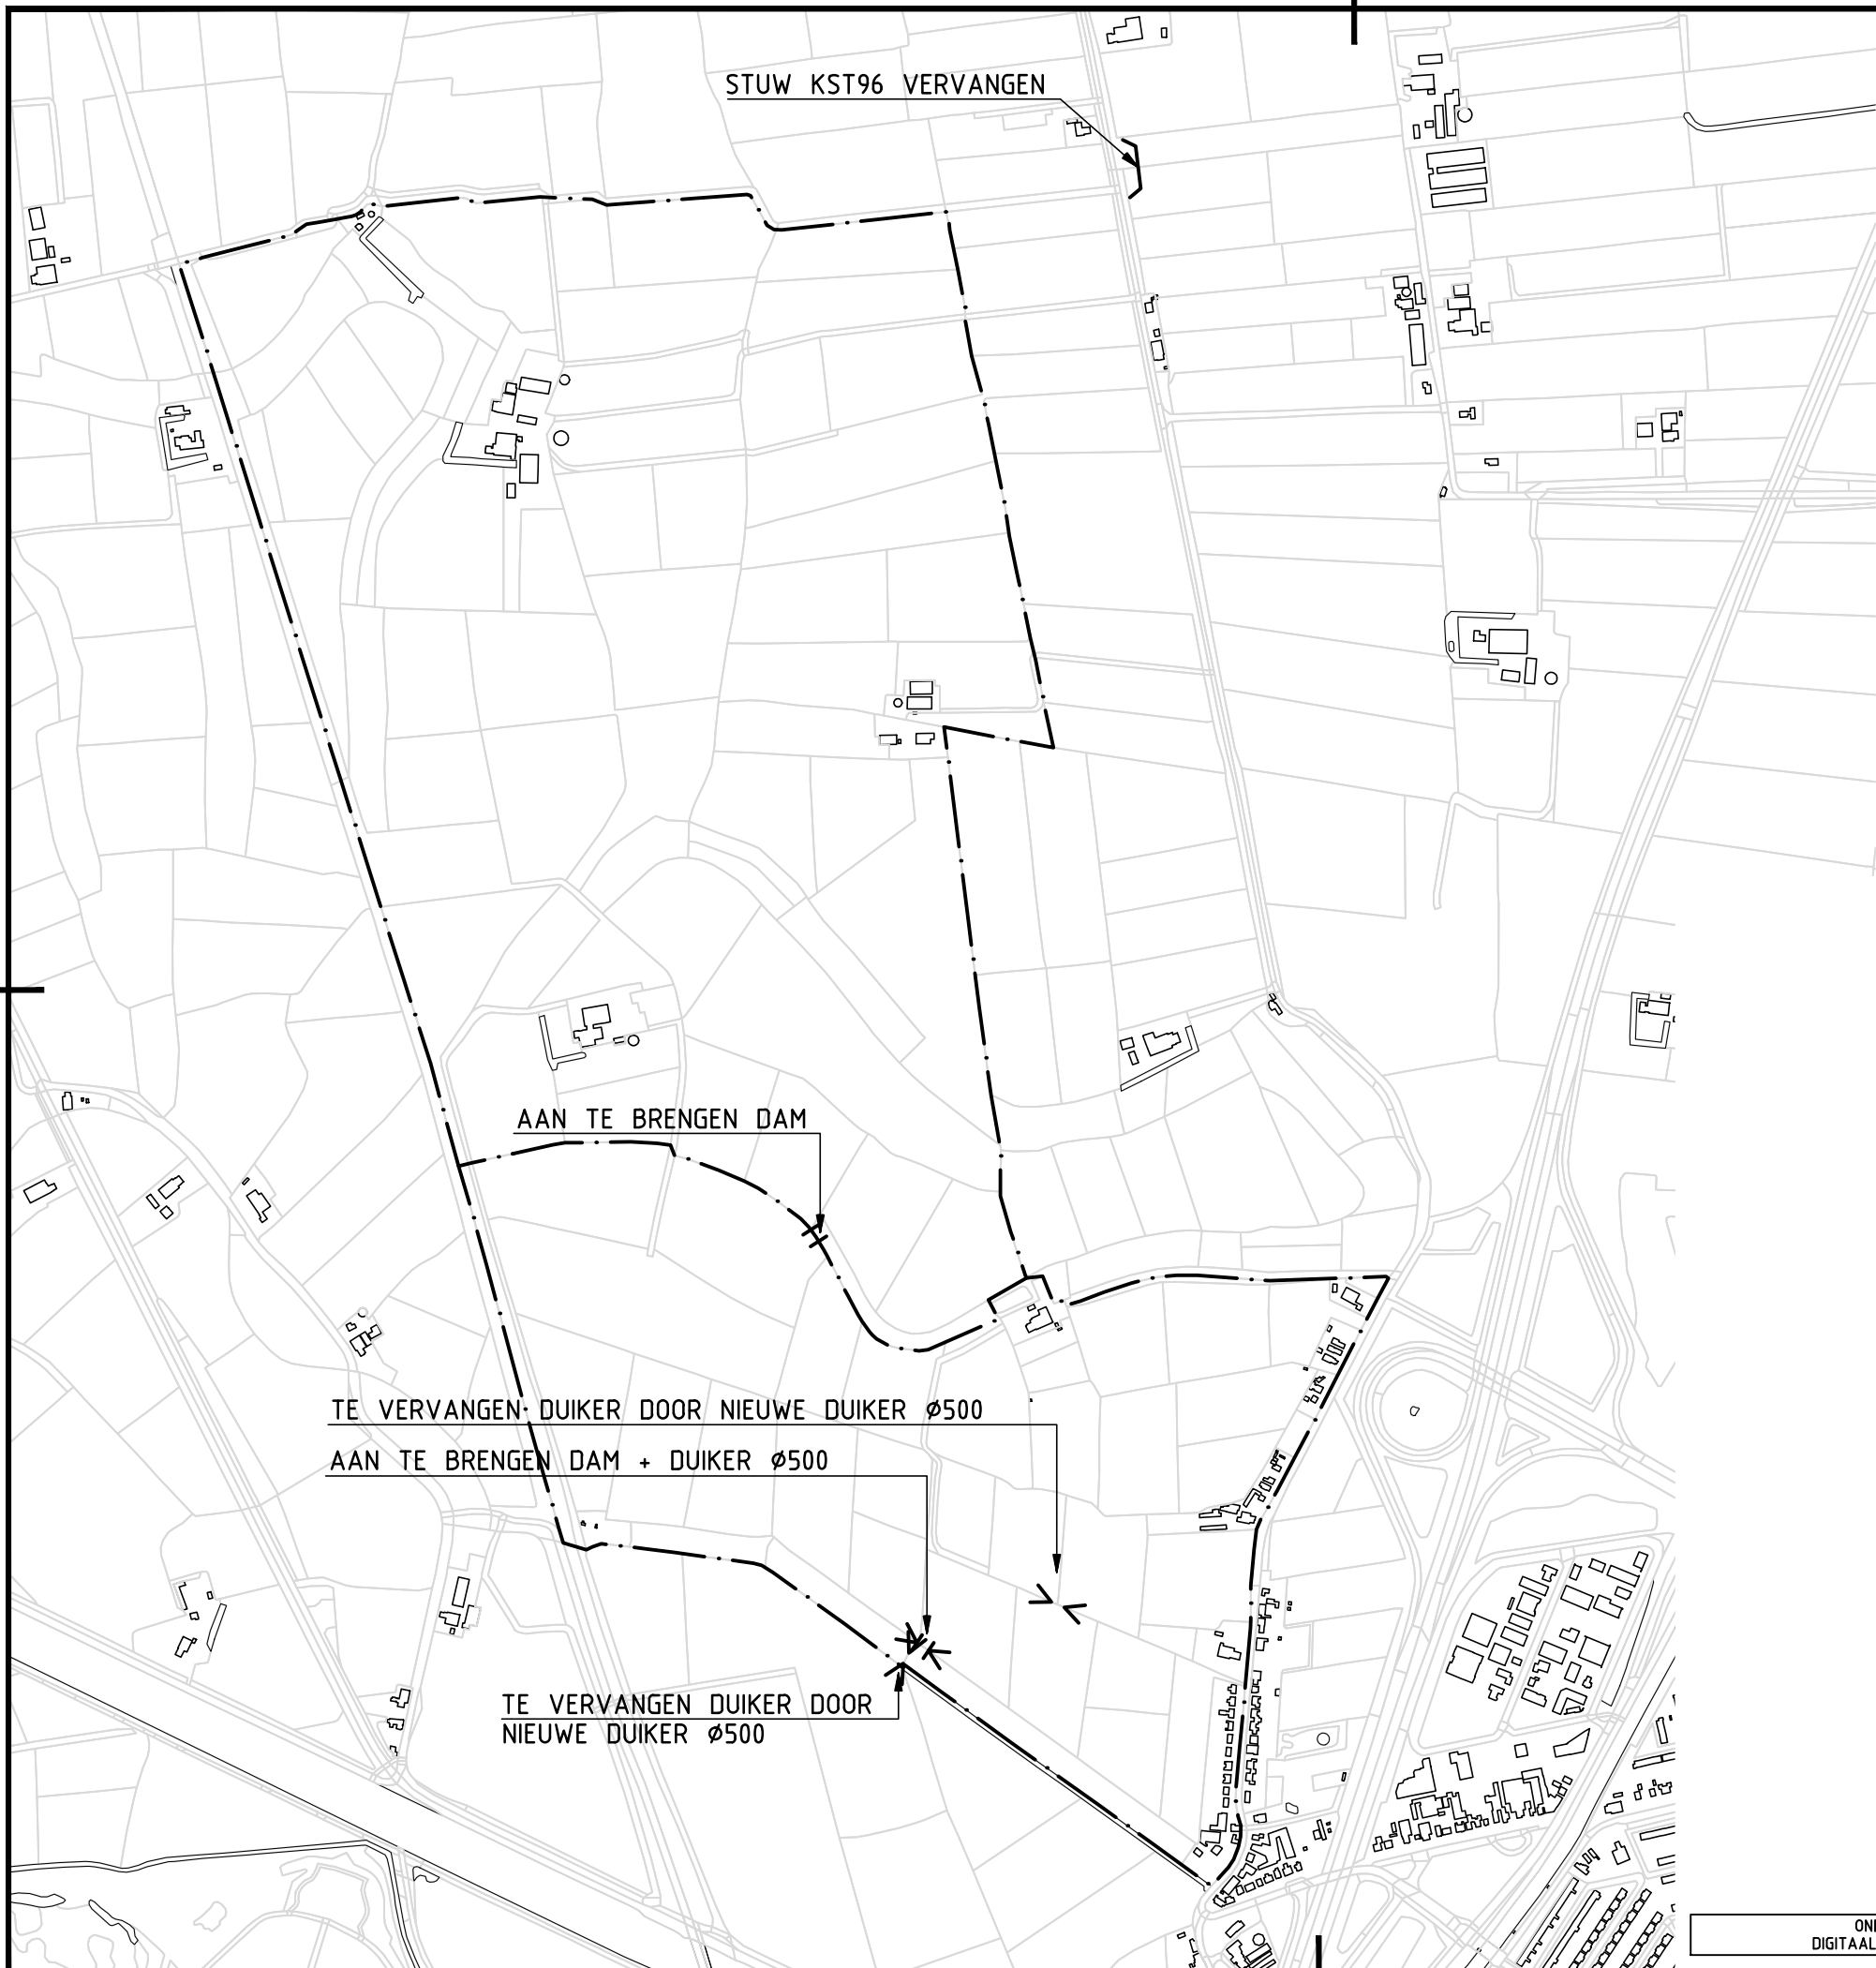 STUW KST96 VERVANGEN
AAN TE BRENGEN DAM
TE VERVANGEN DUIKER DOOR NIEUWE DUIKER Ø500
AAN TE BRENGEN DAM + DUIKER Ø500
TE VERVANGEN DUIKER DOOR
NIEUWE DUIKER Ø500
DIGITAAL